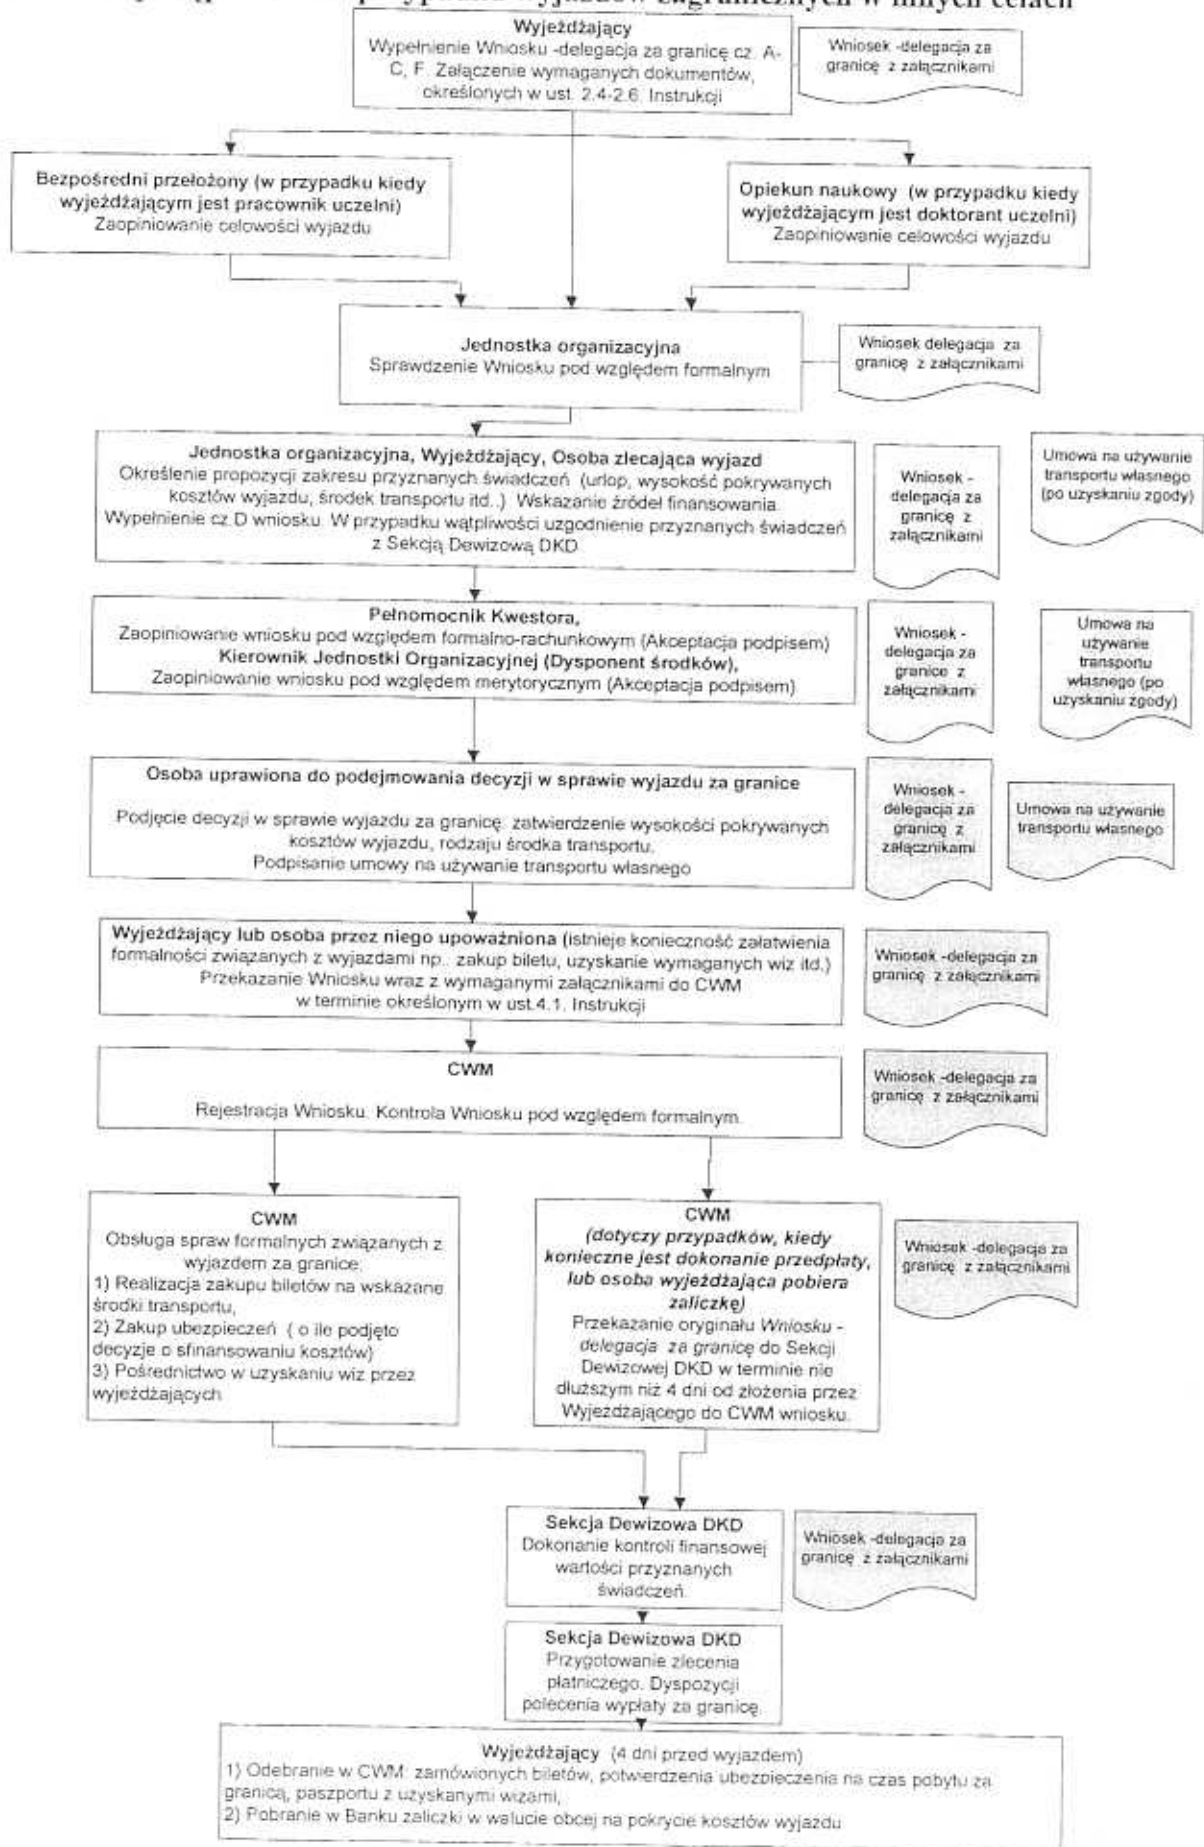 przypadku wyjazdów zagranicznych w innych celach
Wyjeżdżający
Wypełnienie Wniosku -delegacja za granicę cz. A-
C, F. Załączenie wymaganych dokumentów,
określonych w ust. 2.4-2.6. Instrukcji
Wniosek -delegacja za
granicę z załącznikami
Bezpośredni przełożony (w przypadku kiedy
wyjeżdżającym jest pracownik uczelni)
Zaopiniowanie celowości wyjazdu
Opiekun naukowy (w przypadku kiedy
wyjeżdżającym jest doktorant uczelni)
Zaopiniowanie celowości wyjazdu
Jednostka organizacyjna
Sprawdzenie Wniosku pod względem formalnym
Wniosek delegacja za
granicę z załącznikami
Jednostka organizacyjna, Wyjeżdżający, Osoba zlecająca wyjazd
Określenie propozycji zakresu przyznanych świadczeń (urlop, wysokość pokrywanych
kosztów wyjazdu, środek transportu itd..) Wskazanie źródeł finansowania.
Wypełnienie cz.D wniosku. W przypadku wątpliwości uzgodnienie przyznanych świadczeń
z Sekcją Dewizową DKD
Wniosek -
delegacja za
granicę z
załącznikami
Umowa na używanie
transportu własnego
(po uzyskaniu zgody)
Pełnomocnik Kwestora,
Zaopiniowanie wniosku pod względem formalno-rachunkowym (Akceptacja podpisem)
Kierownik Jednostki Organizacyjnej (Dysponent środków),
Zaopiniowanie wniosku pod względem merytorycznym (Akceptacja podpisem)
Wniosek -
delegacja za
granicę z
załącznikami
Umowa na
używanie
transportu
własnego (po
uzyskaniu zgody)
Osoba uprawiona do podejmowania decyzji w sprawie wyjazdu za granice
Podjęcie decyzji w sprawie wyjazdu za granicę: zatwierdzenie wysokości pokrywanych
kosztów wyjazdu, rodzaju środka transportu.
Podpisanie umowy na używanie transportu własnego
Wniosek -
delegacja za
granicę z
załącznikami
Umowa na używanie
transportu własnego
Wyjeżdżający lub osoba przez niego upoważniona (istnieje konieczność załatwienia
formalności związanych z wyjazdami np.: zakup biletu, uzyskanie wymaganych wiz itd.)
Przekazanie Wniosku wraz z wymaganymi załącznikami do CWM
w terminie określonym w ust.4.1. Instrukcji
Wniosek -delegacja za
granicę z załącznikami
CWM
Rejestracja Wniosku. Kontrola Wniosku pod względem formalnym.
Wniosek -delegacja za
granicę z załącznikami
CWM
Obsługa spraw formalnych związanych z
wyjazdem za granice:
1) Realizacja zakupu biletów na wskazane
środki transportu,
2) Zakup ubezpieczeń ( o ile podjęto
decyzje o sfinansowaniu kosztów)
3) Pośrednictwo w uzyskaniu wiz przez
wyjeżdżających
CWM
(dotyczy przypadków, kiedy
konieczne jest dokonanie przedpłaty,
lub osoba wyjeżdżająca pobiera
zaliczkę)
Przekazanie oryginału Wniosku -
delegacja za granicę do Sekcji
Dewizowej DKD w terminie nie
dłuższym niż 4 dni od złożenia przez
Wyjeżdżającego do CWM wniosku.
Wniosek -delegacja za
granicę z załącznikami
Sekcja Dewizowa DKD
Dokonanie kontroli finansowej
wartości przyznanych
świadczeń.
Wniosek -delegacja za
granicę z załącznikami
Sekcja Dewizowa DKD
Przygotowanie zlecenia
płatniczego. Dyspozycji
polecenia wypłaty za granicę.
Wyjeżdżający (4 dni przed wyjazdem)
1) Odebranie w CWM: zamówionych biletów, potwierdzenia ubezpieczenia na czas pobytu za
granicą, paszportu z uzyskanymi wizami,
2) Pobranie w Banku zaliczki w walucie obcej na pokrycie kosztów wyjazdu